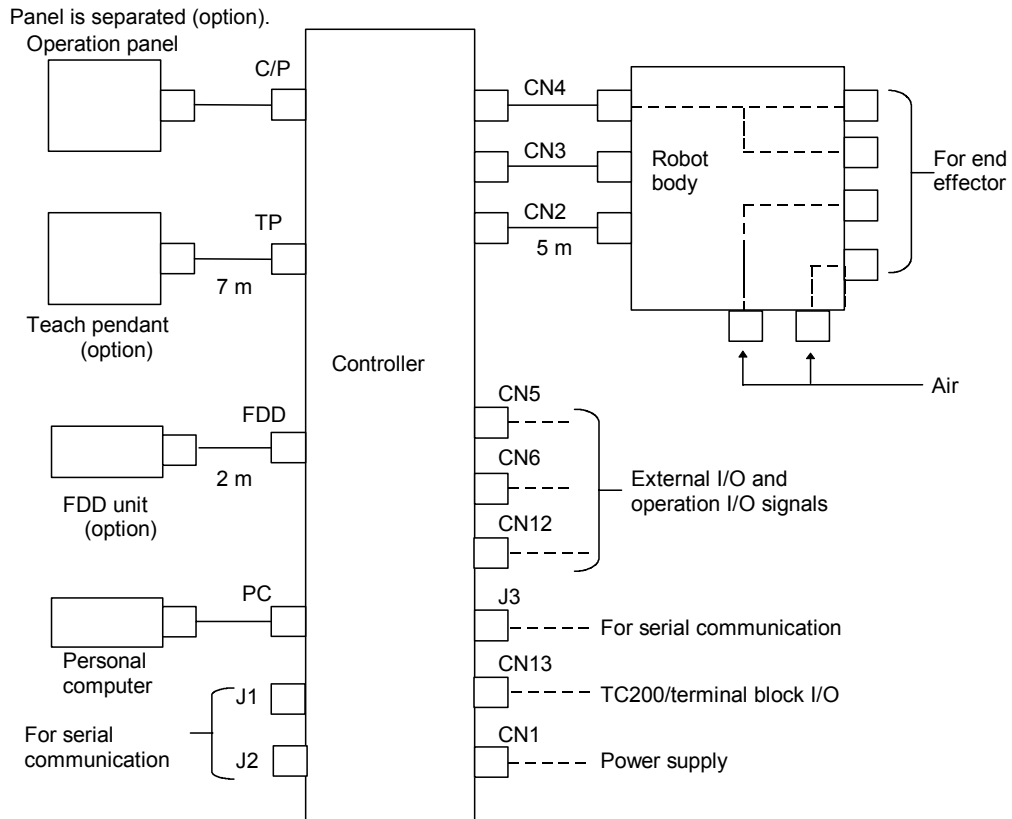 Panel is separated (option).
Operation panel
C/P
TP
7 m
Teach pendant
(option)
FDD
2 m
FDD unit
(option)
PC
Personal
computer
J1
For serial
communication
J2
Controller
CN4
CN3
CN2
5 m
Robot
body
For end
effector
Air
CN5
CN6
CN12
External I/O and
operation I/O signals
J3
For serial communication
CN13
TC200/terminal block I/O
CN1
Power supply